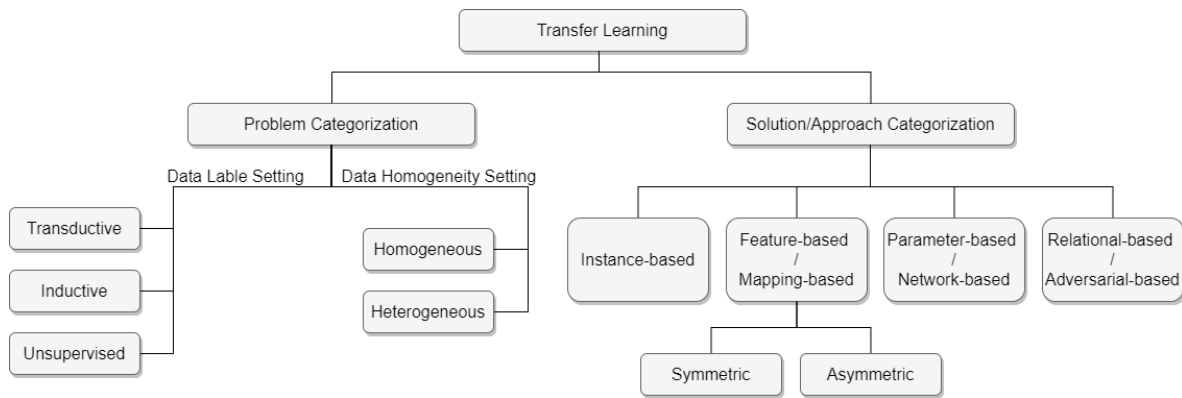 Transfer Learning
Problem Categorization
Solution/Approach Categorization
Data Lable Setting
Data Homogeneity Setting
Transductive
Inductive
Unsupervised
Homogeneous
Heterogeneous
Instance-based
Feature-based
/
Mapping-based
Parameter-based
/
Network-based
Relational-based
/
Adversarial-based
Symmetric
Asymmetric